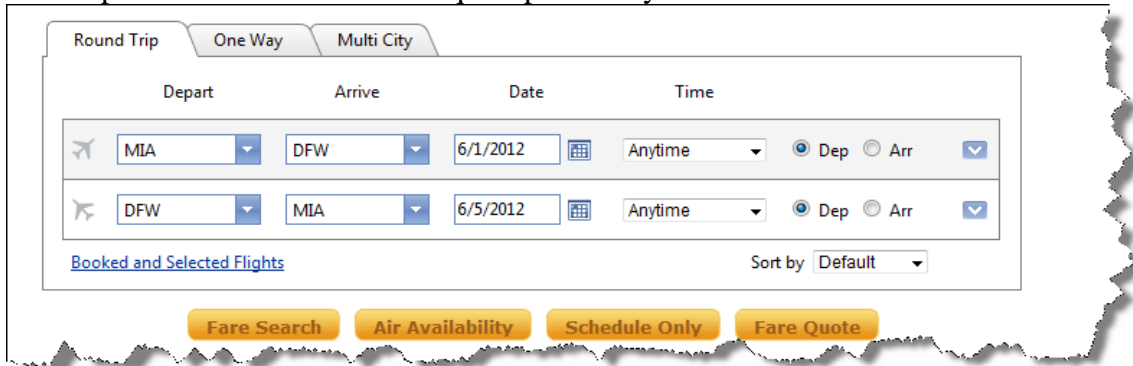 Round Trip One Way Multi City
Depart Arrive Date Time
MIA DFW 6/1/2012 Anytime Dep Arr
DFW MIA 6/5/2012 Anytime Dep Arr
Booked and Selected Flights Sort by Default
Fare Search Air Availability Schedule Only Fare Quote